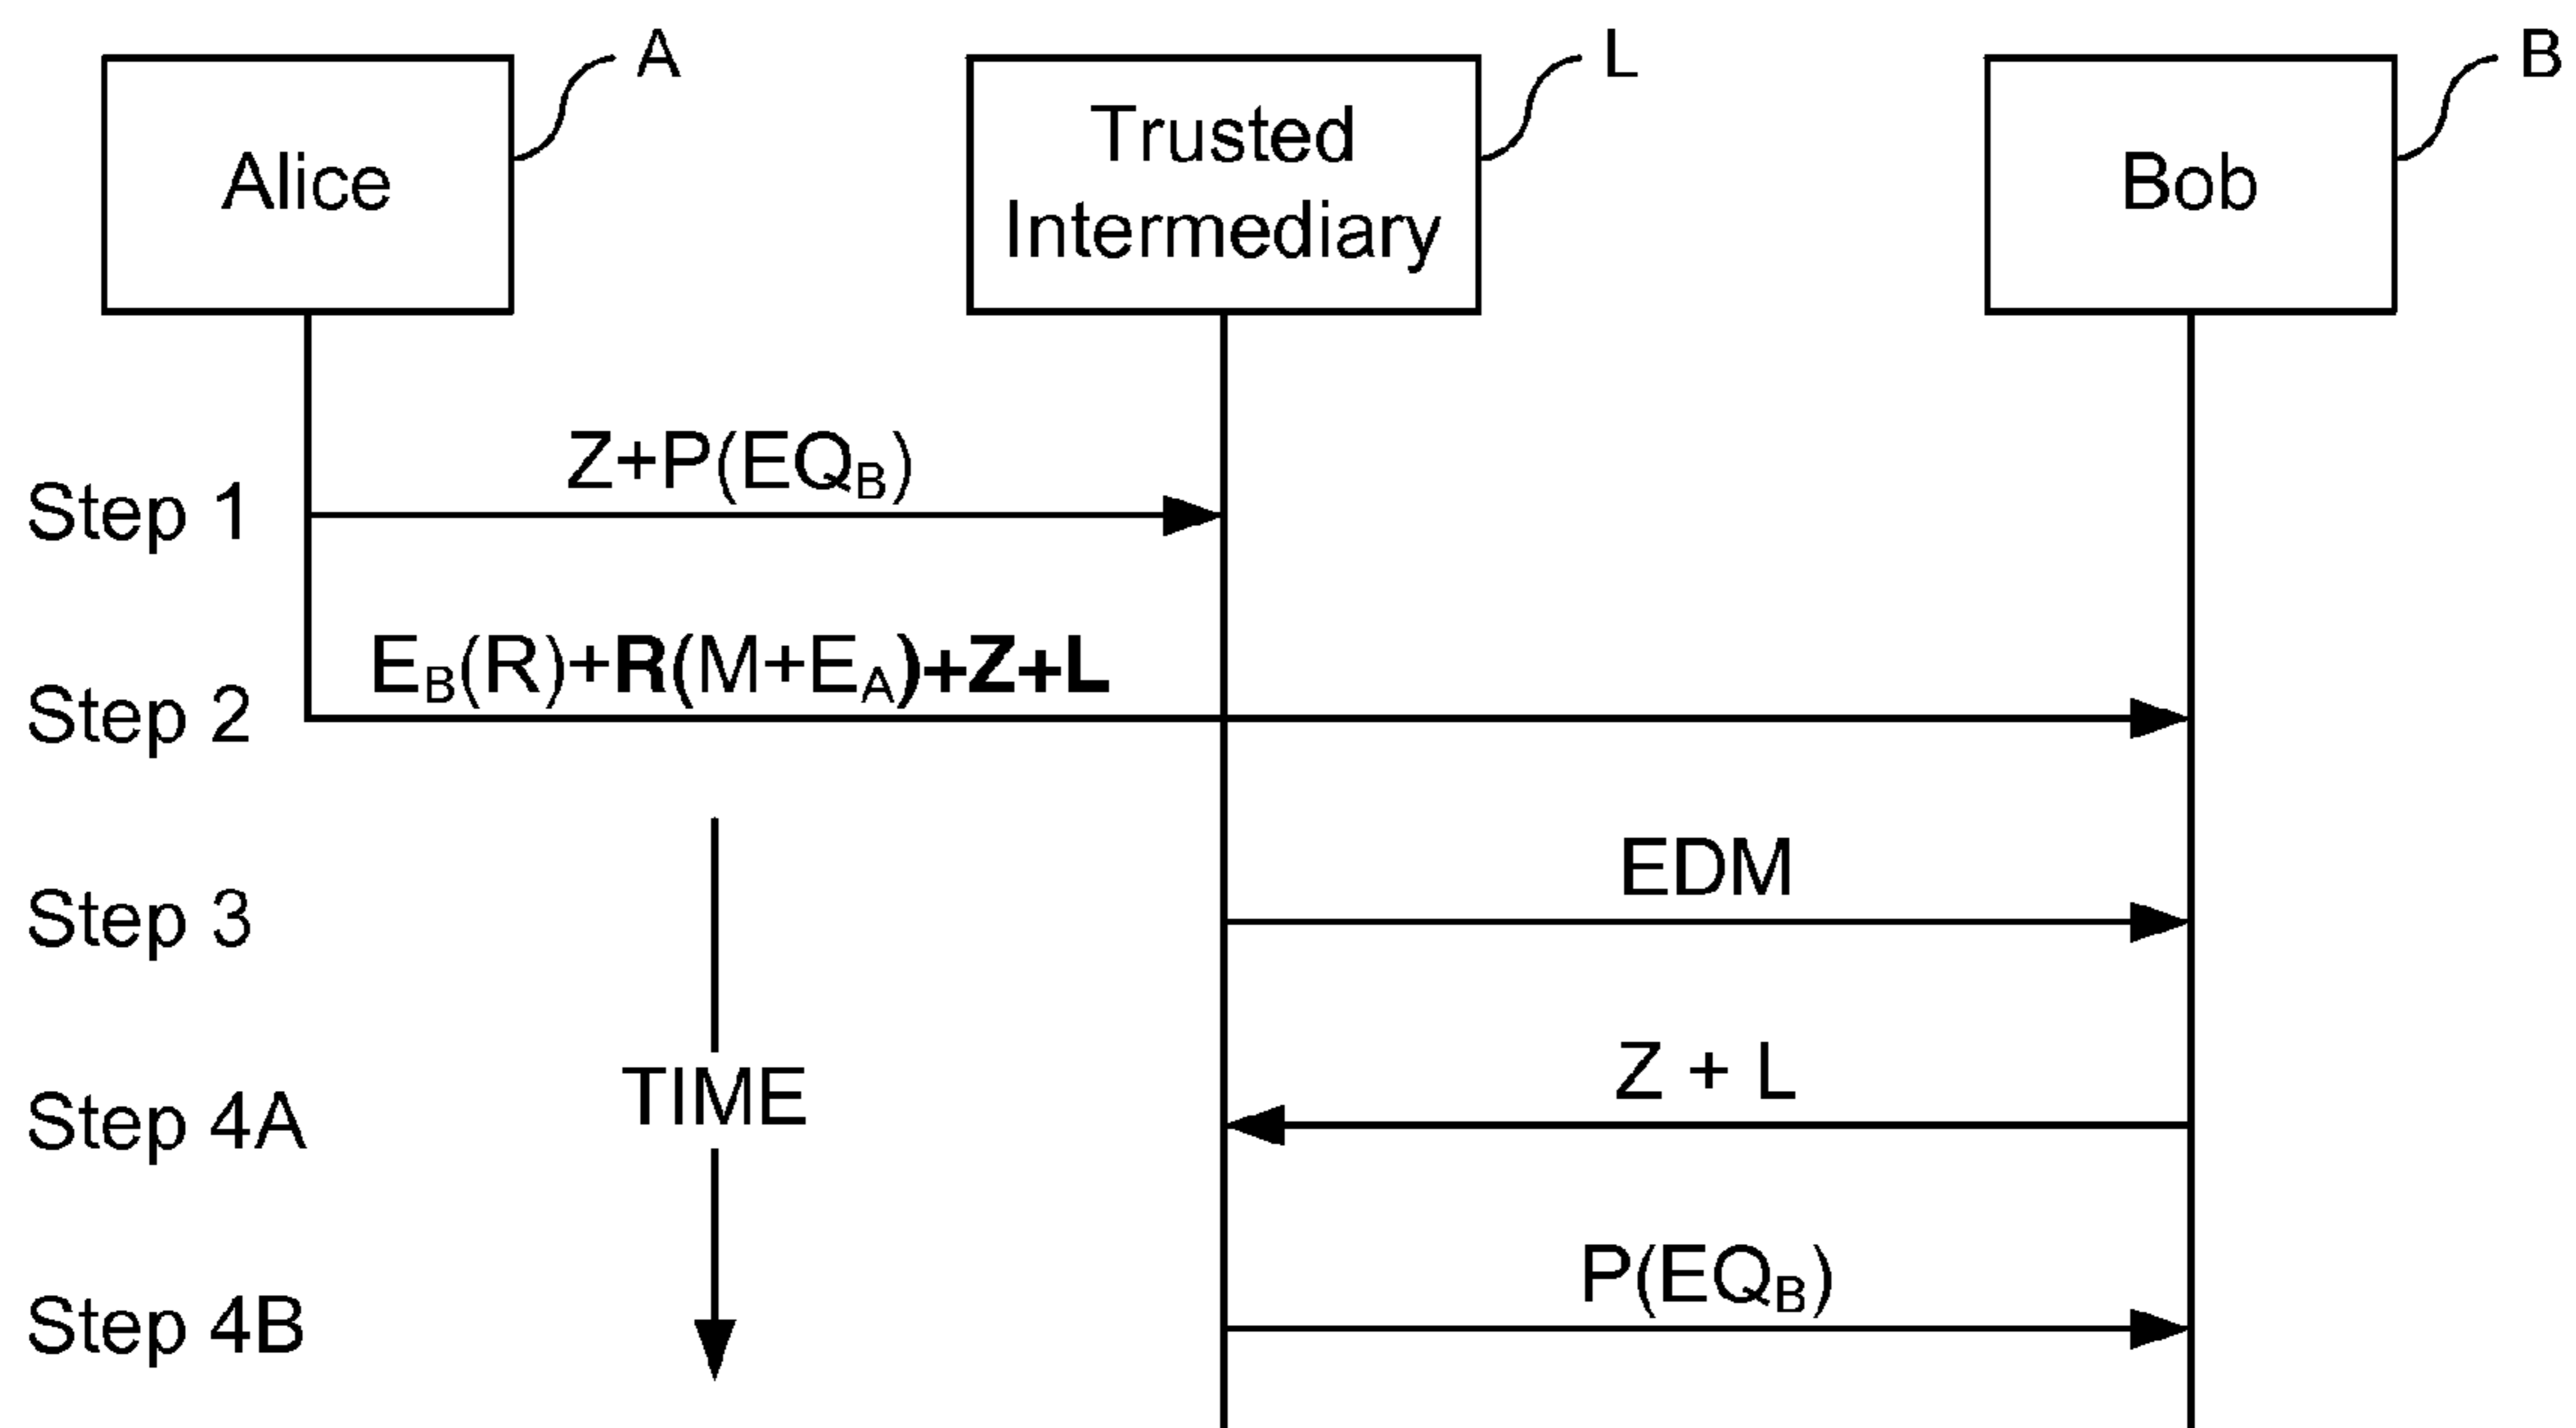 A
L
B
Alice
Trusted
Intermediary
Bob
Z+P(EQB)
Step 1
EB(R)+R(M+EA)+Z+L
Step 2
EDM
Step 3
Z + L
TIME
Step 4A
P(EQB)
Step 4B